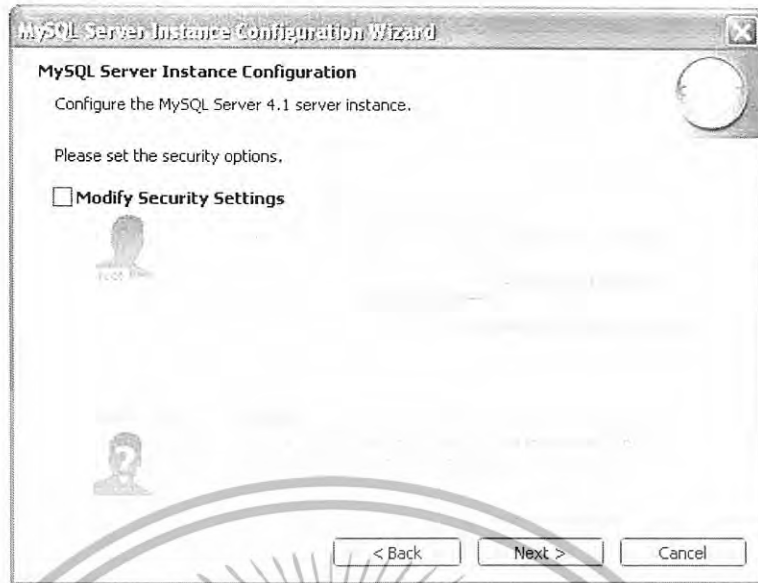 MySQL Server Instance Configuration Wizard
MySQL Server Instance Configuration
Configure the MySQL Server 4.1 server instance.
Please set the security options.
Modify Security Settings
root
< Back
Next >
Cancel